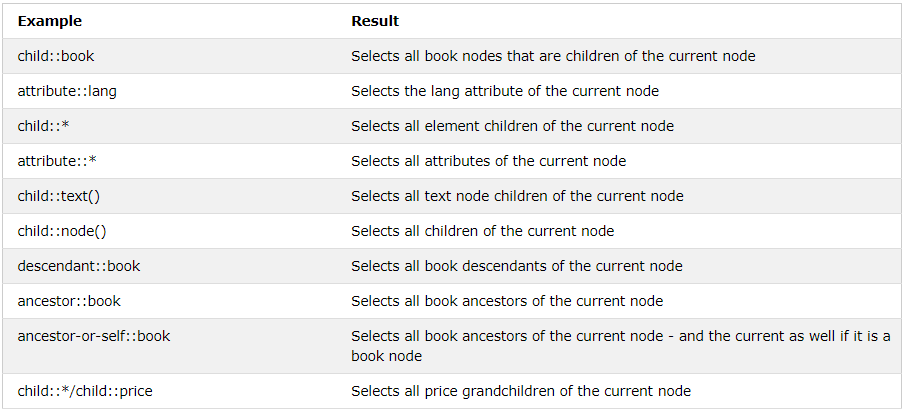 Example Result
child::book Selects all book nodes that are children of the current node
attribute::lang Selects the lang attribute of the current node
child::* Selects all element children of the current node
attribute::* Selects all attributes of the current node
child::text() Selects all text node children of the current node
child::node() Selects all children of the current node
descendant::book Selects all book descendants of the current node
ancestor::book Selects all book ancestors of the current node
ancestor-or-self::book Selects all book ancestors of the current node - and the current as well if it is a
book node
child::*/child::price Selects all price grandchildren of the current node